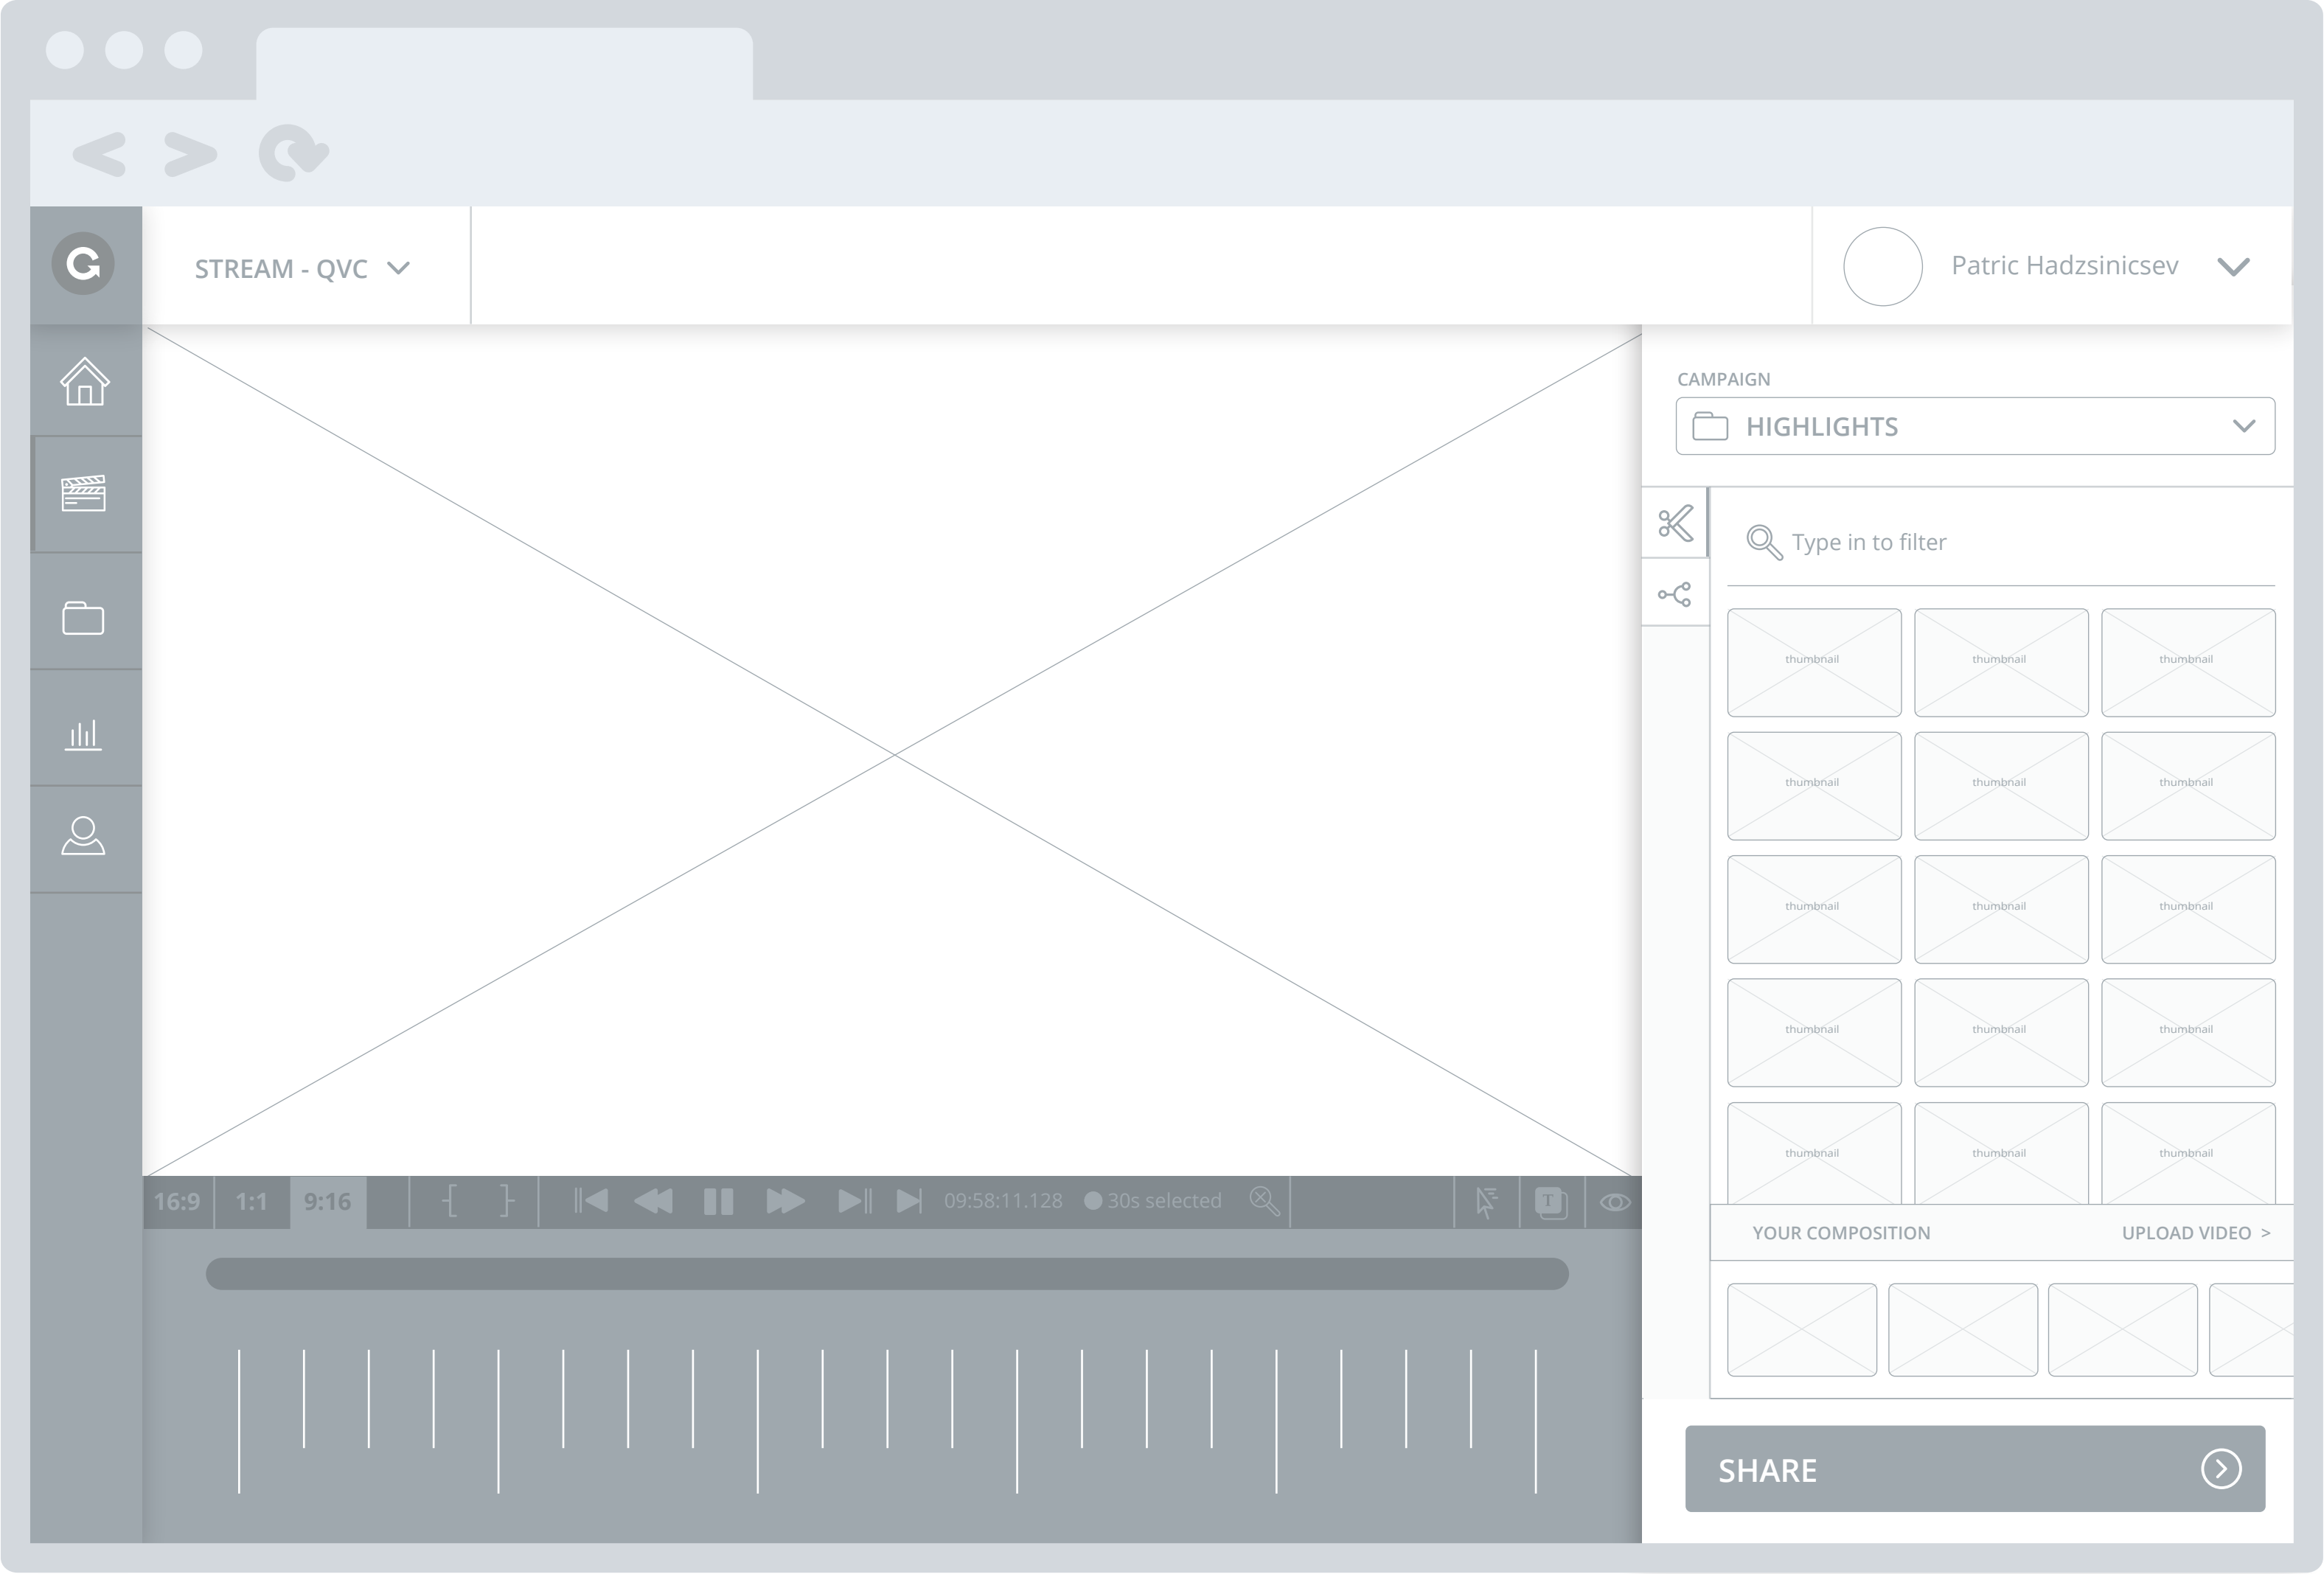 STREAM - QVC
Patric Hadzsinicsev
CAMPAIGN
HIGHLIGHTS
Type in to filter
thumbnail thumbnail thumbnail
thumbnail thumbnail thumbnail
thumbnail thumbnail thumbnail
thumbnail thumbnail thumbnail
thumbnail thumbnail thumbnail
16:9 1:1 9:16 09:58:11.128 30s selected T
YOUR COMPOSITION UPLOAD VIDEO >
SHARE